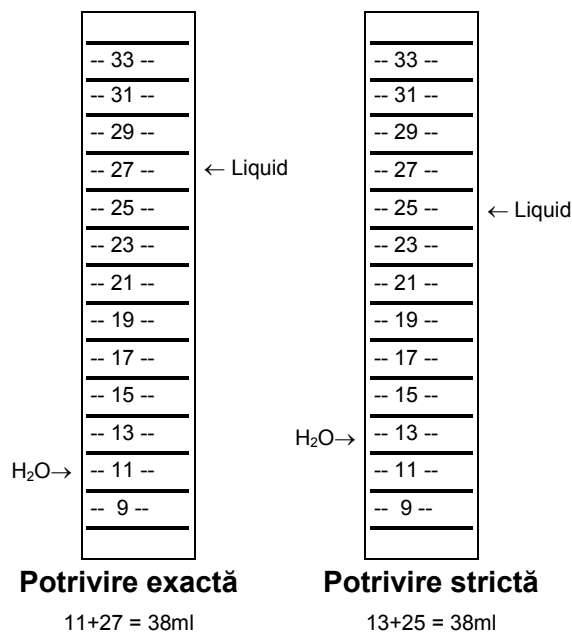 -- 33 --
-- 31 --
-- 29 --
-- 27 --
← Liquid
-- 25 --
-- 23 --
-- 21 --
-- 19 --
-- 17 --
-- 15 --
-- 13 --
H₂O→
-- 11 --
-- 9 --
Potrivire exactă
11+27 = 38ml
-- 33 --
-- 31 --
-- 29 --
-- 27 --
-- 25 --
← Liquid
-- 23 --
-- 21 --
-- 19 --
-- 17 --
-- 15 --
H₂O→
-- 13 --
-- 11 --
-- 9 --
Potrivire strictă
13+25 = 38ml